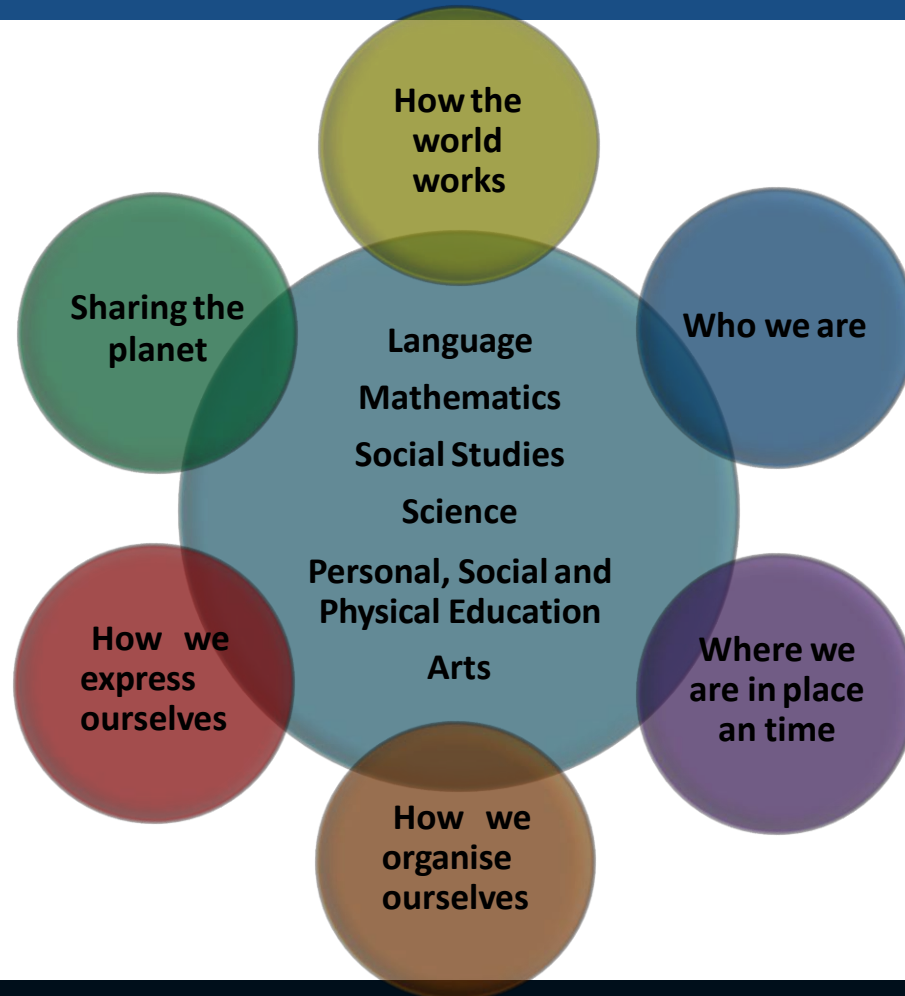 How the
world
works
Sharing the
planet
Who we are
Language
Mathematics
Social Studies
Science
Personal, Social and
Physical Education
Arts
How we
express
ourselves
Where we
are in place
an time
How we
organise
ourselves